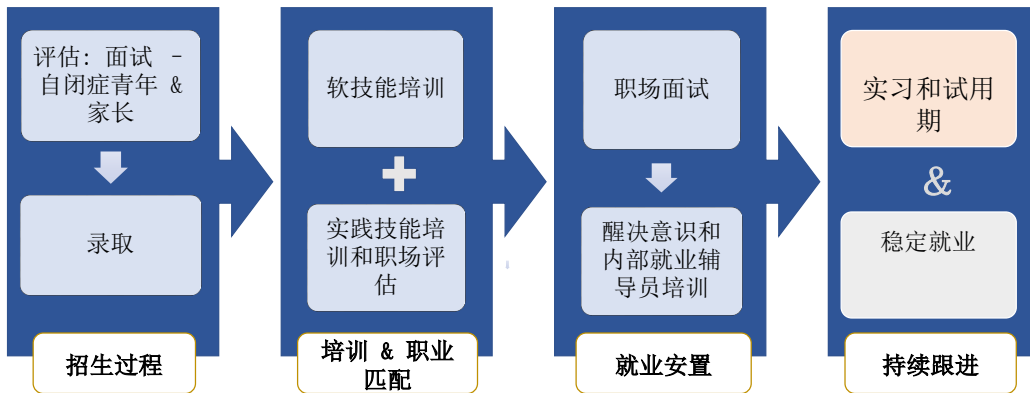 评估: 面试 -
自闭症青年 &
家长
录取
招生过程
软技能培训
实践技能培
训和职场评
估
培训 & 职业
匹配
职场面试
醒决意识和
内部就业辅
导员培训
就业安置
实习和试用
期
&
稳定就业
持续跟进